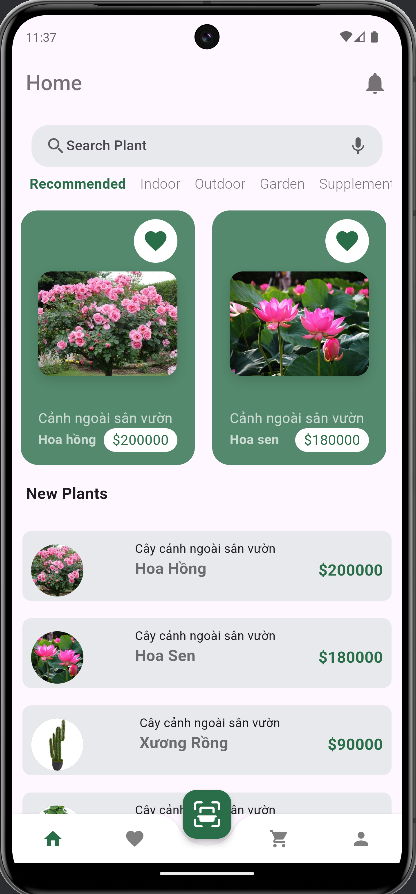 11:37
Home
Search Plant
Recommended Indoor Outdoor Garden Supplemen
Cảnh ngoài sân vườn
Hoa hồng $200000
Cảnh ngoài sân vườn
Hoa sen $180000
New Plants
Cây cảnh ngoài sân vườn
Hoa Hồng
$200000
Cây cảnh ngoài sân vườn
Hoa Sen
$180000
Cây cảnh ngoài sân vườn
Xương Rồng
$90000
Cây cảnh ngoài sân vườn